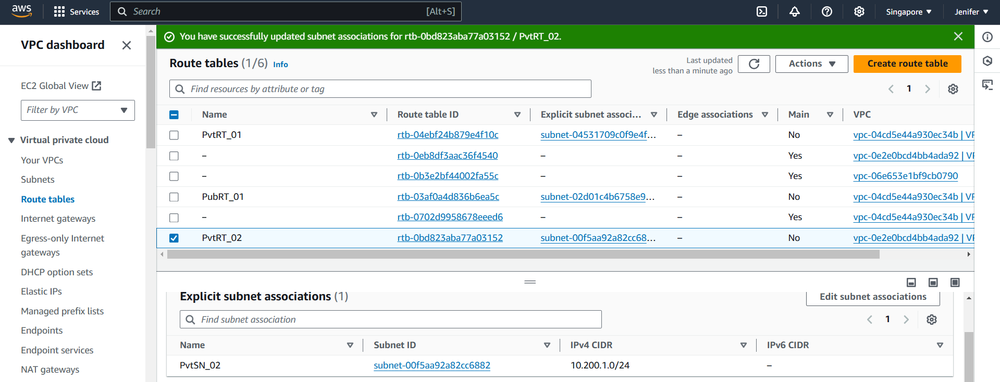 aws
Services
Search
[Alt+S]
Singapore
Jenifer
VPC dashboard
EC2 Global View
Filter by VPC
Virtual private cloud
Your VPCs
Subnets
Route tables
Internet gateways
Egress-only Internet
gateways
DHCP option sets
Elastic IPs
Managed prefix lists
Endpoints
Endpoint services
NAT gateways
You have successfully updated subnet associations for rtb-0bd823aba77a03152 / PvtRT_02.
Route tables (1/6) Info
Last updated
less than a minute ago
Actions
Create route table
Find resources by attribute or tag
1
Name Route table ID Explicit subnet associ... Edge associations Main VPC
PvtRT_01 rtb-04ebf24b879e4f10c subnet-04531709c0f9e4f... – No vpc-04cd5e44a930ec34b | VP
– rtb-0eb8df3aac36f4540 – – Yes vpc-0e2e0bcd4bb4ada92 | VP
– rtb-0b3e2bf44002fa55c – – Yes vpc-06e653e1bf9cb0790
PubRT_01 rtb-03af0a4d836b6ea5c subnet-02d01c4b6758e9... – No vpc-04cd5e44a930ec34b | VP
– rtb-0702d9958678eeed6 – – Yes vpc-04cd5e44a930ec34b | VP
PvtRT_02 rtb-0bd823aba77a03152 subnet-00f5aa92a82cc68... – No vpc-0e2e0bcd4bb4ada92 | VP
Explicit subnet associations (1)
Edit subnet associations
Find subnet association
1
Name Subnet ID IPv4 CIDR IPv6 CIDR
PvtSN_02 subnet-00f5aa92a82cc6882 10.200.1.0/24 –